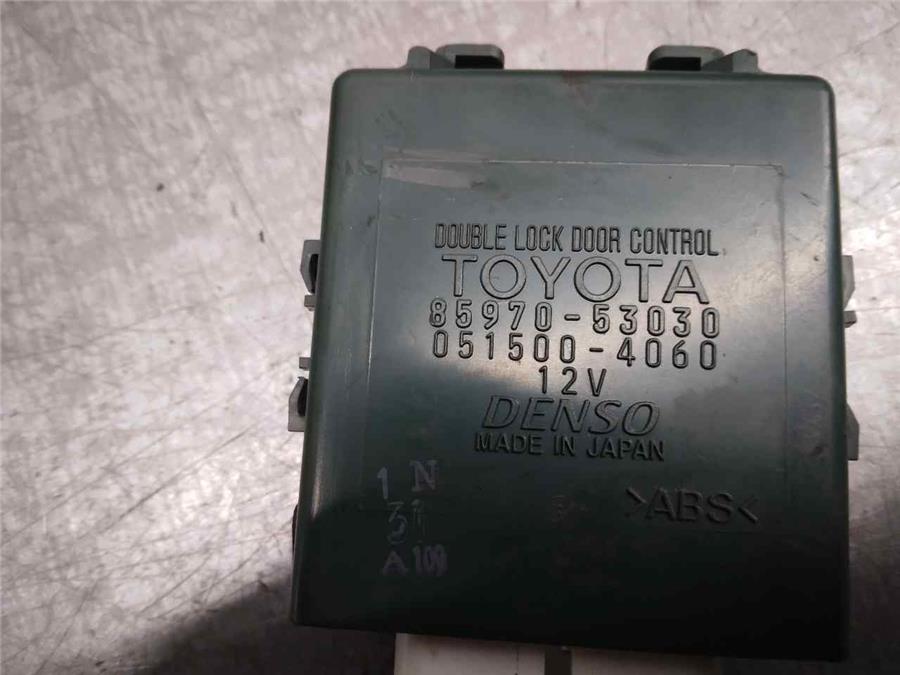 DOUBLE LOCK DOOR CONTROL
TOYOTA
85970-53030
051500-4060
12V
DENSO
MADE IN JAPAN
1 N
>ABS<
A 109